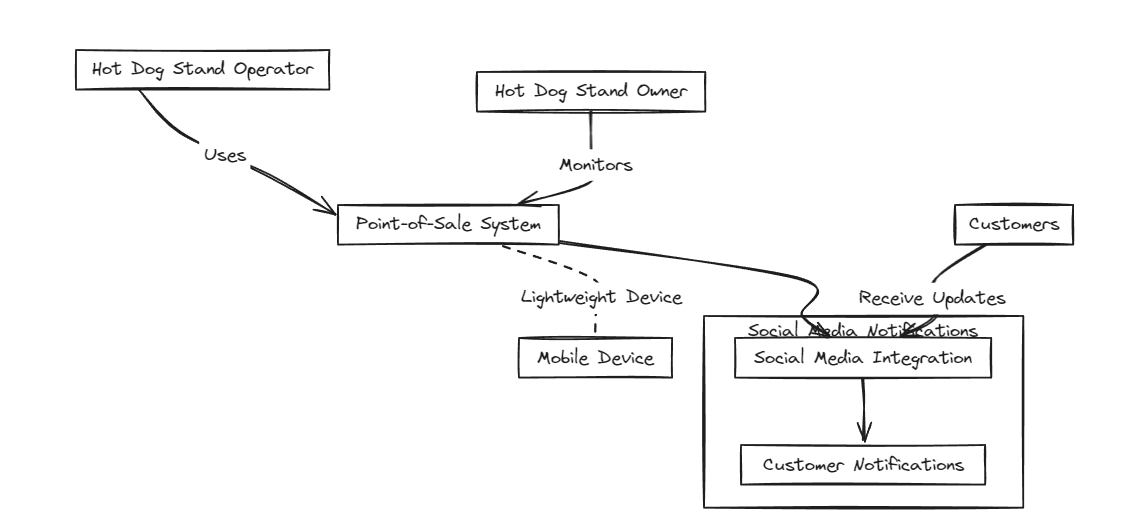 Hot Dog Stand Operator
Hot Dog Stand Owner
Uses
Monitors
Point-of-Sale System
Customers
Lightweight Device
Receive Updates
Social Media Notifications
Mobile Device
Social Media Integration
Customer Notifications